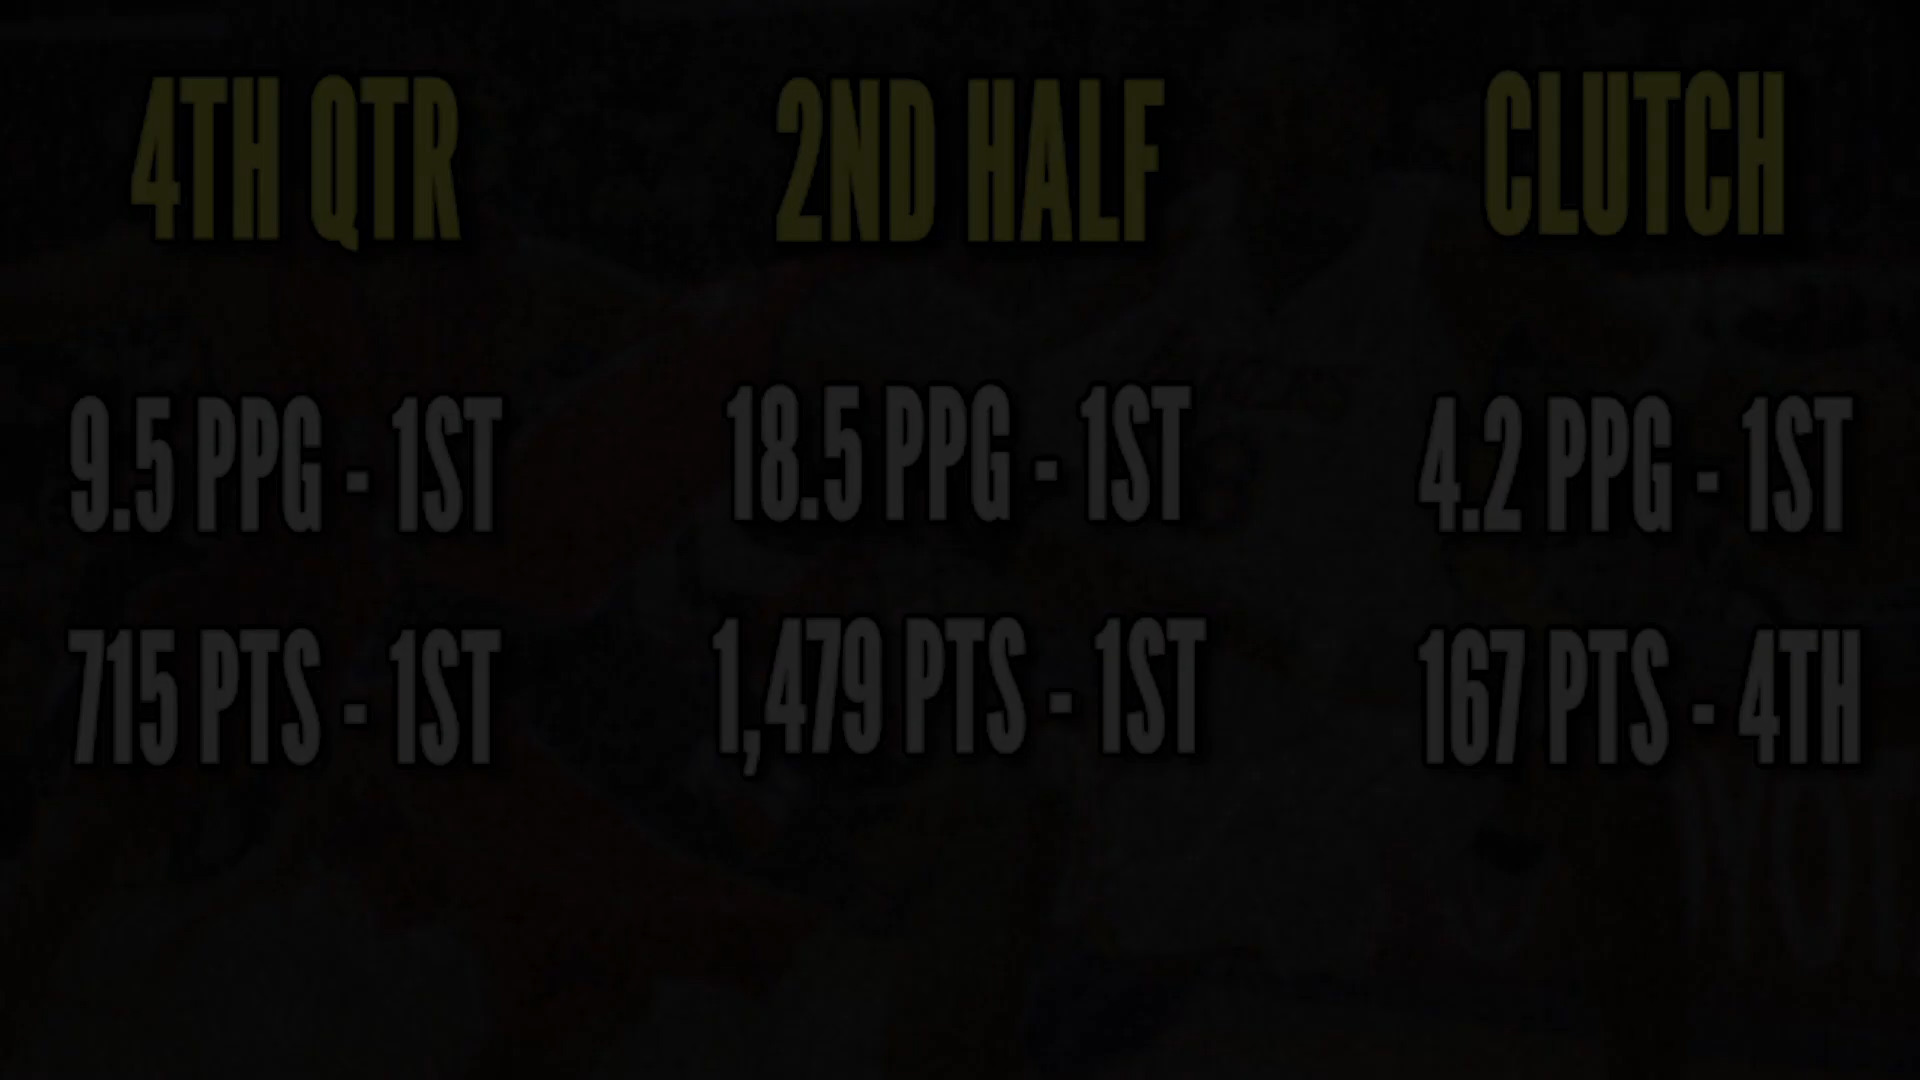 4TH QTR
2ND HALF
CLUTCH
9.5 PPG - 1ST
18.5 PPG - 1ST
4.2 PPG - 1ST
715 PTS - 1ST
1,479 PTS - 1ST
167 PTS - 4TH